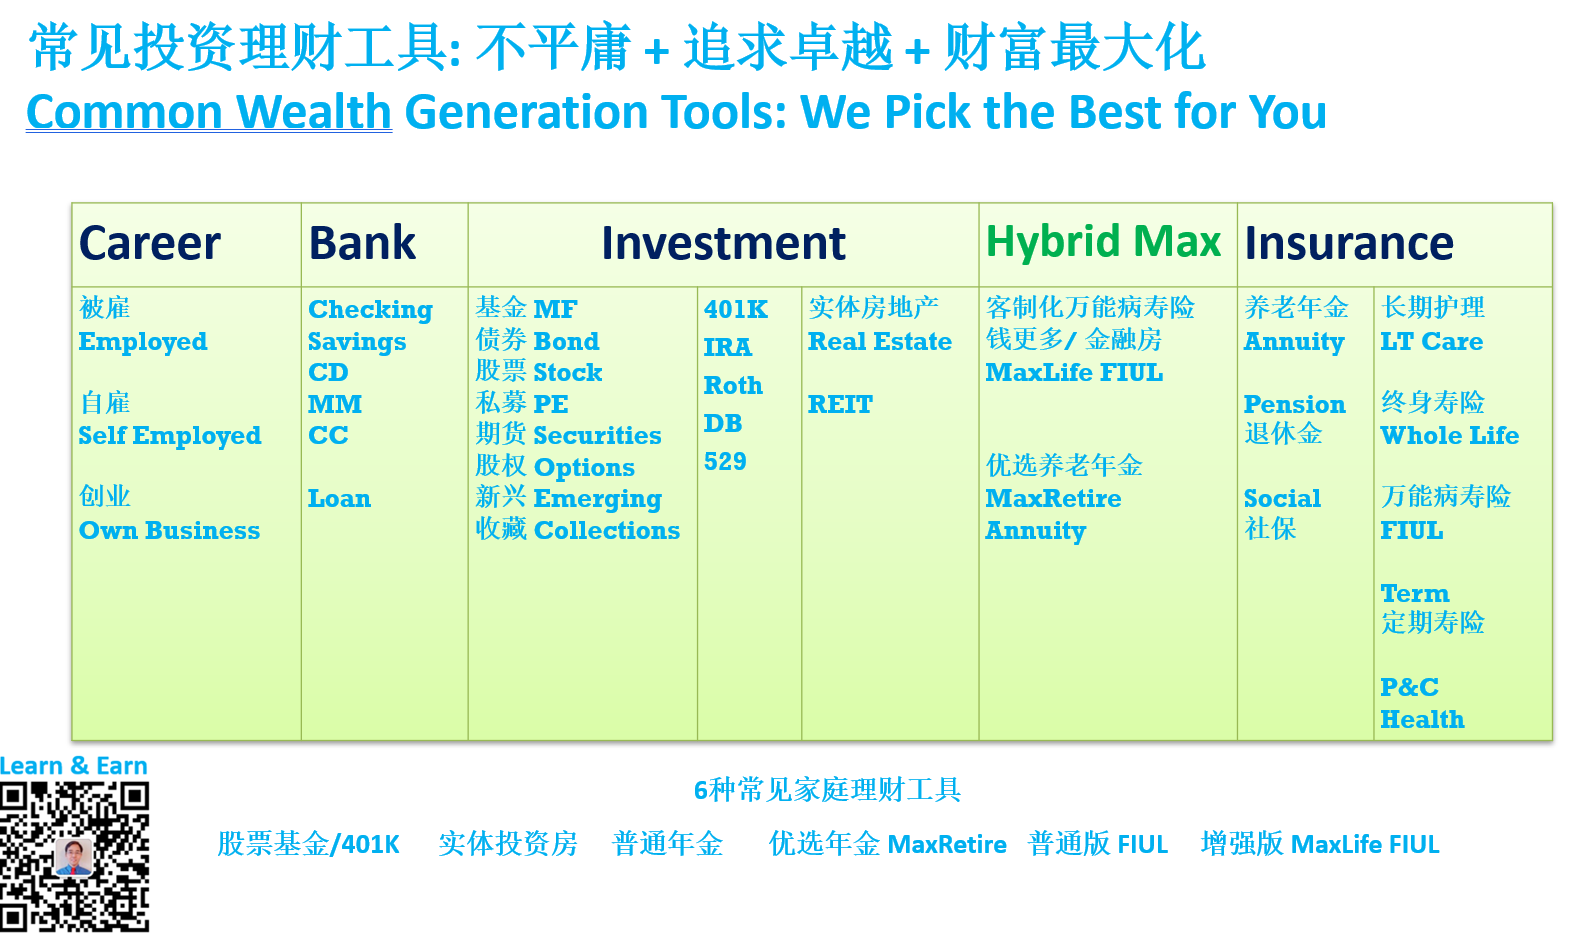 常见投资理财工具: 不平庸 + 追求卓越 + 财富最大化
Common Wealth Generation Tools: We Pick the Best for You
Career
Bank
Investment
Hybrid Max
Insurance
被雇
Employed
自雇
Self Employed
创业
Own Business
Checking
Savings
CD
MM
CC
Loan
基金 MF
债券 Bond
股票 Stock
私募 PE
期货 Securities
股权 Options
新兴 Emerging
收藏 Collections
401K
IRA
Roth
DB
529
实体房地产
Real Estate
REIT
客制化万能病寿险
钱更多/ 金融房
MaxLife FIUL
优选养老年金
MaxRetire
Annuity
养老年金
Annuity
Pension
退休金
Social
社保
长期护理
LT Care
终身寿险
Whole Life
万能病寿险
FIUL
Term
定期寿险
P&C
Health
Learn & Earn
6种常见家庭理财工具
股票基金/401K 实体投资房 普通年金 优选年金 MaxRetire 普通版 FIUL 增强版 MaxLife FIUL